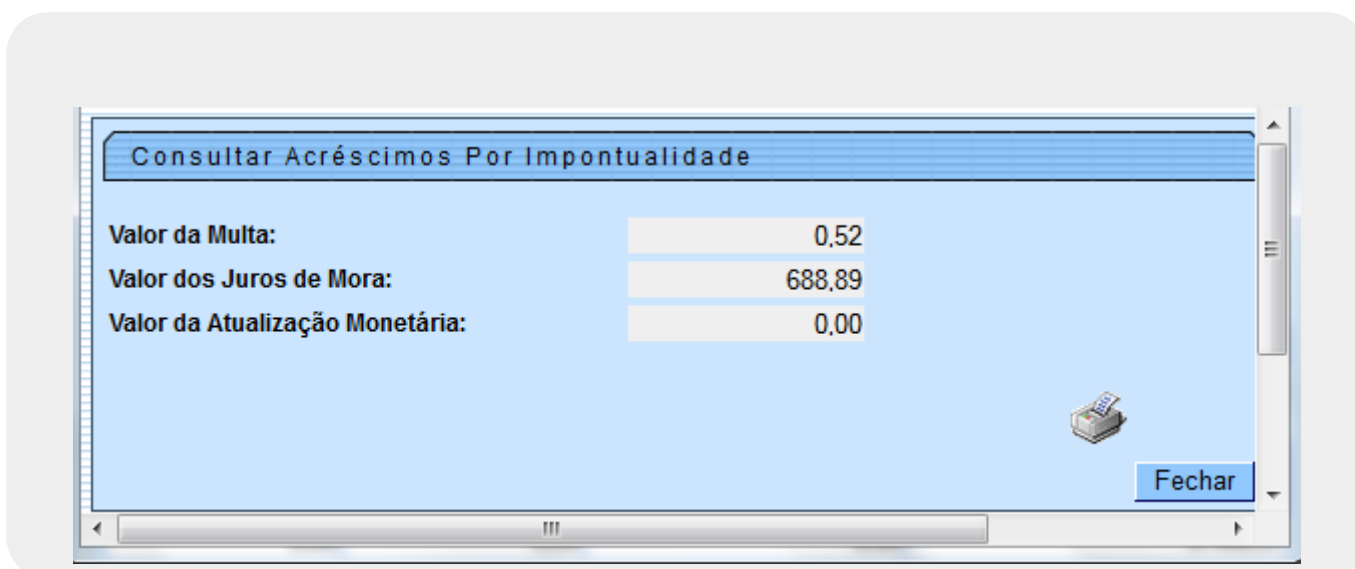 Consultar Acréscimos Por Impontualidade
Valor da Multa: 0,52
Valor dos Juros de Mora: 688,89
Valor da Atualização Monetária: 0,00
Fechar